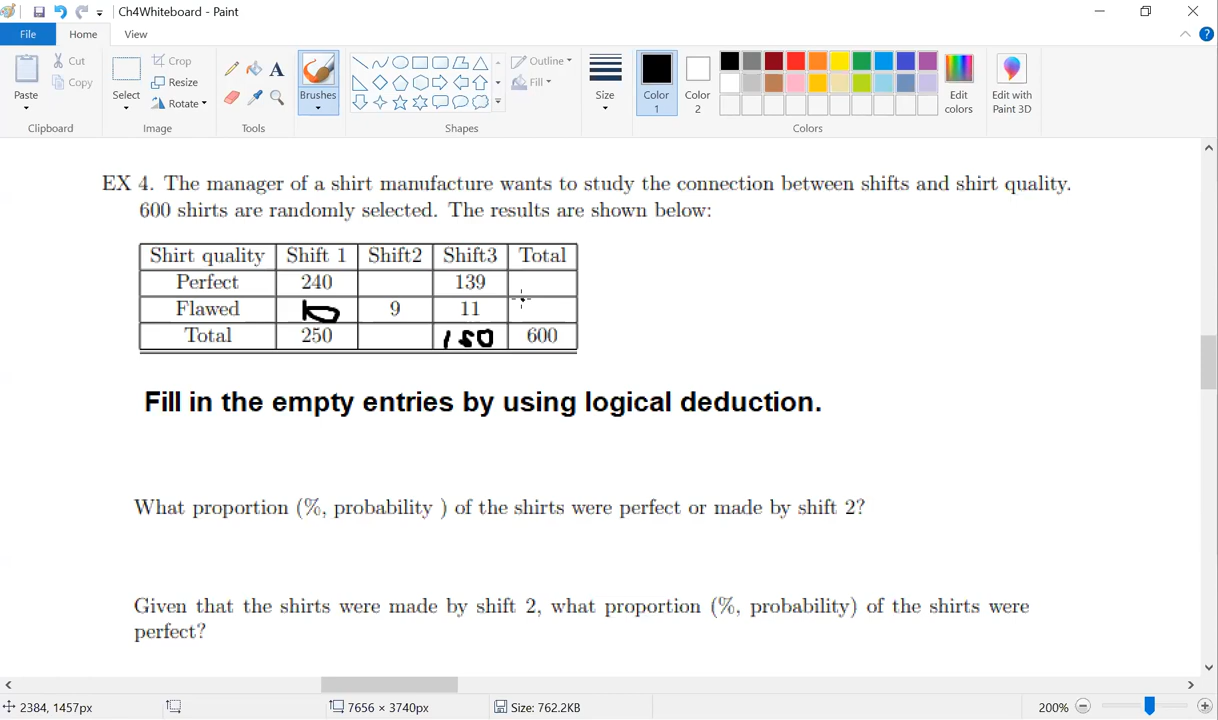 Ch4Whiteboard - Paint
File Home View
Paste Cut Copy Clipboard
Select Crop Resize Rotate Image
A Tools
Brushes
Outline Fill Shapes
Size
Color 1 Color 2 Edit colors Colors
Edit with Paint 3D
EX 4. The manager of a shirt manufacture wants to study the connection between shifts and shirt quality.
600 shirts are randomly selected. The results are shown below:
Shirt quality Shift 1 Shift2 Shift3 Total
Perfect 240 139
Flawed 10 9 11
Total 250 150 600
Fill in the empty entries by using logical deduction.
What proportion (%, probability ) of the shirts were perfect or made by shift 2?
Given that the shirts were made by shift 2, what proportion (%, probability) of the shirts were
perfect?
2384, 1457px 7656 × 3740px Size: 762.2KB 200%